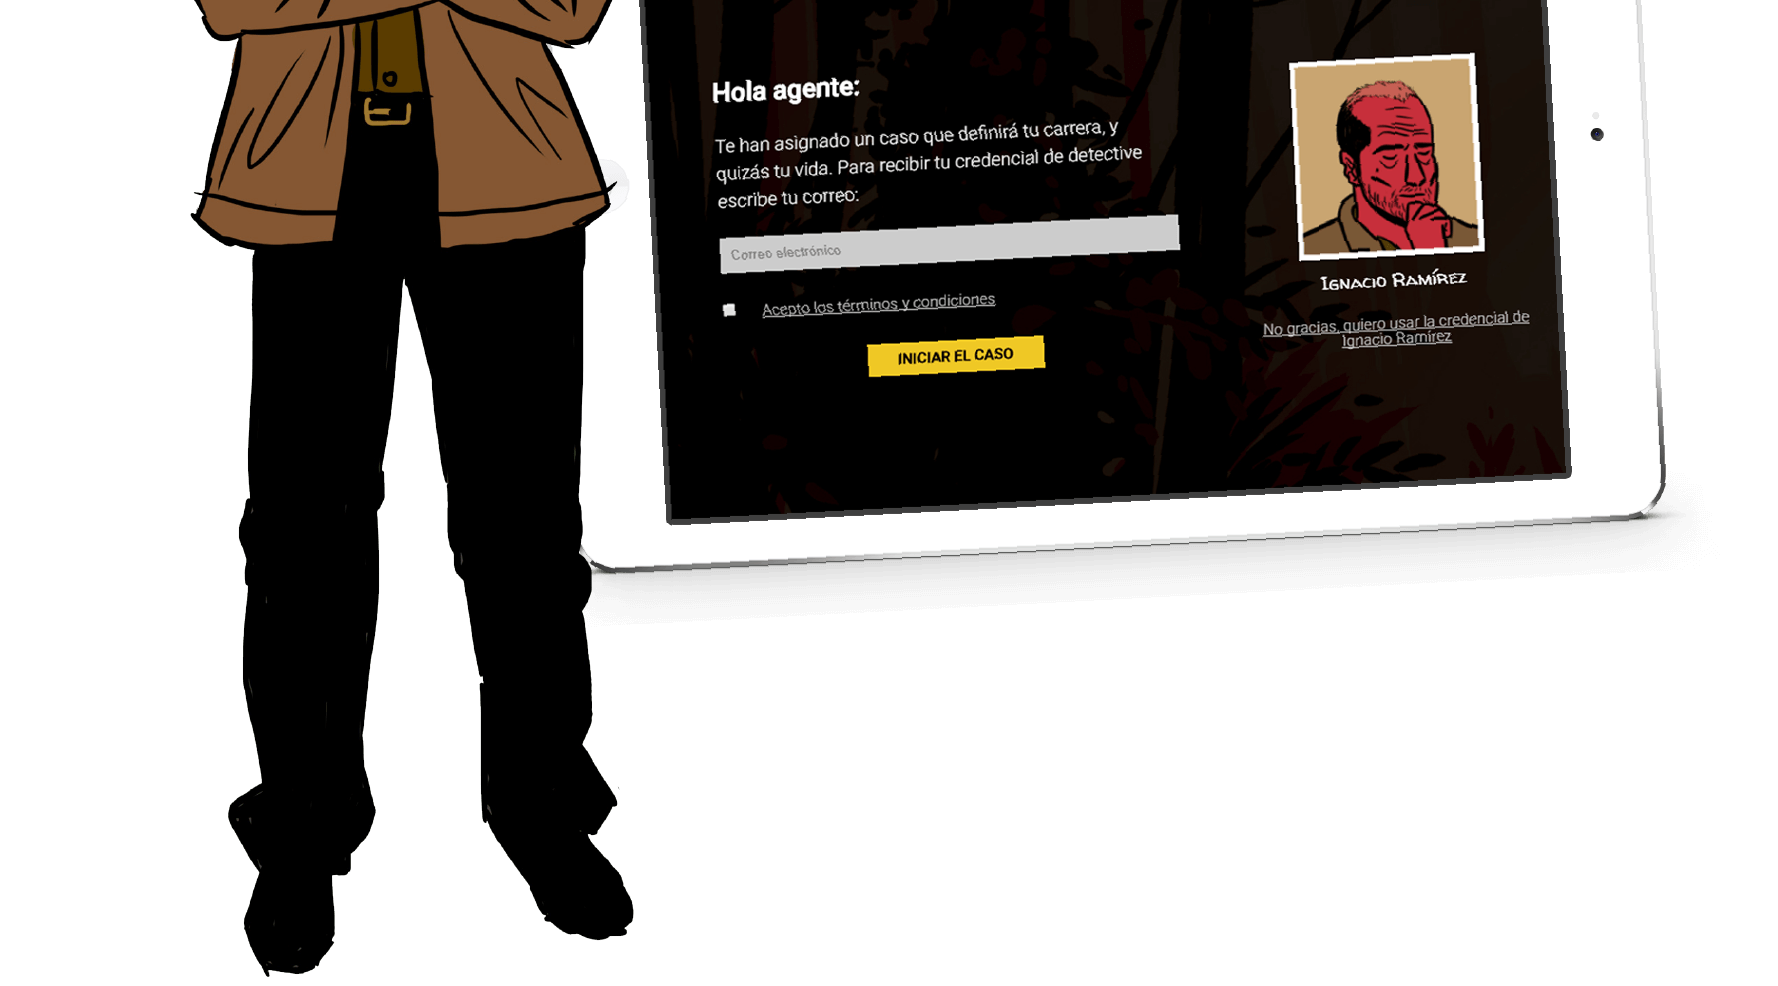 Hola agente:
Te han asignado un caso que definirá tu carrera, y
quizás tu vida. Para recibir tu credencial de detective
escribe tu correo:
Correo electrónico
Acepto los términos y condiciones
INICIAR EL CASO
IGNACIO RAMÍREZ
No gracias, quiero usar la credencial de
Ignacio Ramírez